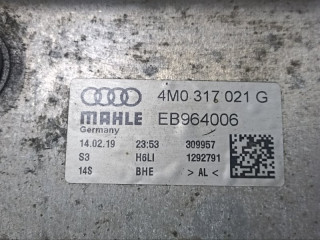 4M0 317 021 G
MAHLE EB964006
Germany
14.02.19 23:53 309957
S3 H6LI 1292791
14S BHE > AL <